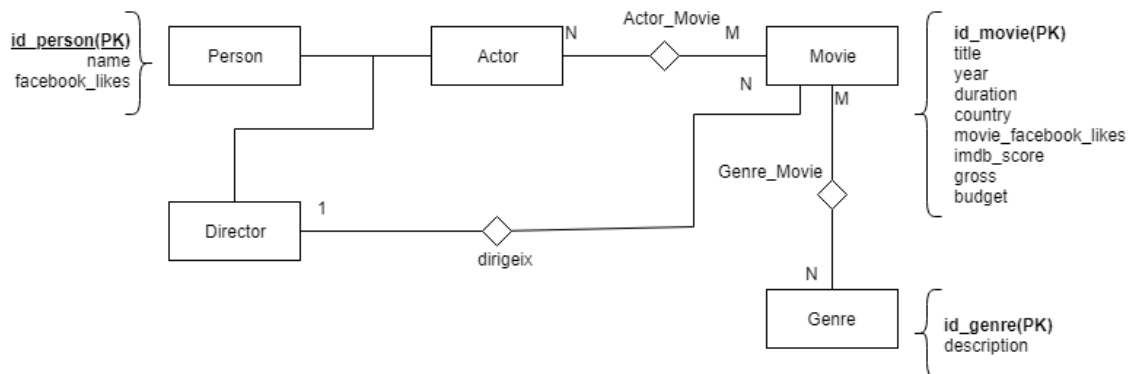 id_person(PK)
name
facebook_likes
Person
Actor
N
Actor_Movie
M
Movie
N
M
id_movie(PK)
title
year
duration
country
movie_facebook_likes
imdb_score
gross
budget
Genre_Movie
Director
1
dirigeix
N
Genre
id_genre(PK)
description